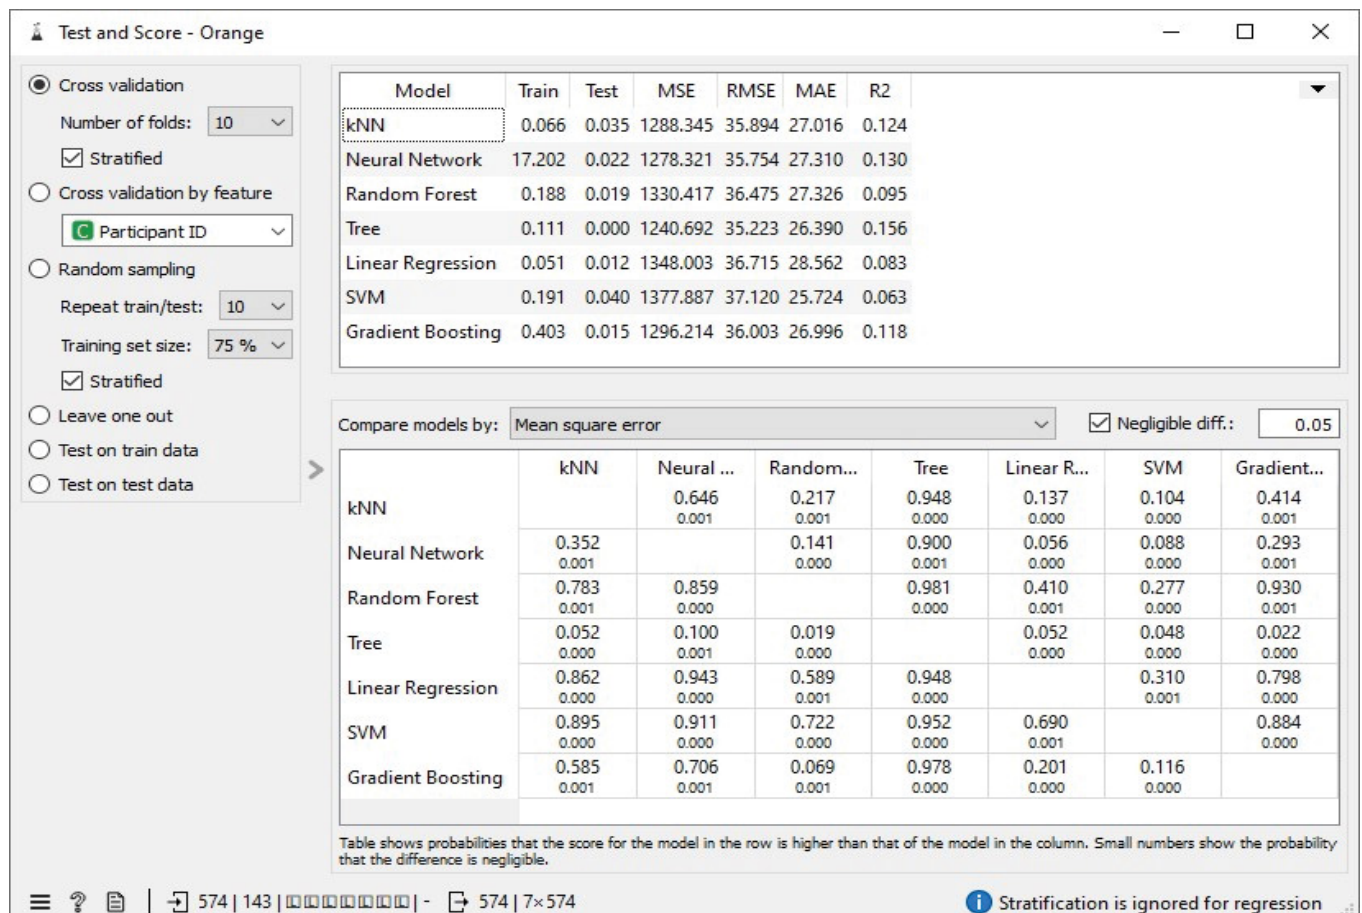 Test and Score - Orange
Cross validation
Number of folds: 10
Stratified
Cross validation by feature
C Participant ID
Random sampling
Repeat train/test: 10
Training set size: 75 %
Stratified
Leave one out
Test on train data
Test on test data
Model Train Test MSE RMSE MAE R2
kNN 0.066 0.035 1288.345 35.894 27.016 0.124
Neural Network 17.202 0.022 1278.321 35.754 27.310 0.130
Random Forest 0.188 0.019 1330.417 36.475 27.326 0.095
Tree 0.111 0.000 1240.692 35.223 26.390 0.156
Linear Regression 0.051 0.012 1348.003 36.715 28.562 0.083
SVM 0.191 0.040 1377.887 37.120 25.724 0.063
Gradient Boosting 0.403 0.015 1296.214 36.003 26.996 0.118
Compare models by: Mean square error Negligible diff.: 0.05
kNN Neural ... Random... Tree Linear R... SVM Gradient...
kNN 0.646 0.217 0.948 0.137 0.104 0.414
0.001 0.001 0.000 0.000 0.000 0.001
Neural Network 0.352 0.141 0.900 0.056 0.088 0.293
0.001 0.000 0.001 0.000 0.000 0.001
Random Forest 0.783 0.859 0.981 0.410 0.277 0.930
0.001 0.000 0.000 0.001 0.000 0.001
Tree 0.052 0.100 0.019 0.052 0.048 0.022
0.000 0.001 0.000 0.000 0.000 0.000
Linear Regression 0.862 0.943 0.589 0.948 0.310 0.798
0.000 0.000 0.001 0.000 0.001 0.000
SVM 0.895 0.911 0.722 0.952 0.690 0.884
0.000 0.000 0.000 0.000 0.001 0.000
Gradient Boosting 0.585 0.706 0.069 0.978 0.201 0.116
0.001 0.001 0.001 0.000 0.000 0.000
Table shows probabilities that the score for the model in the row is higher than that of the model in the column. Small numbers show the probability
that the difference is negligible.
? 574 | 143 | | - 574 | 7×574
i Stratification is ignored for regression